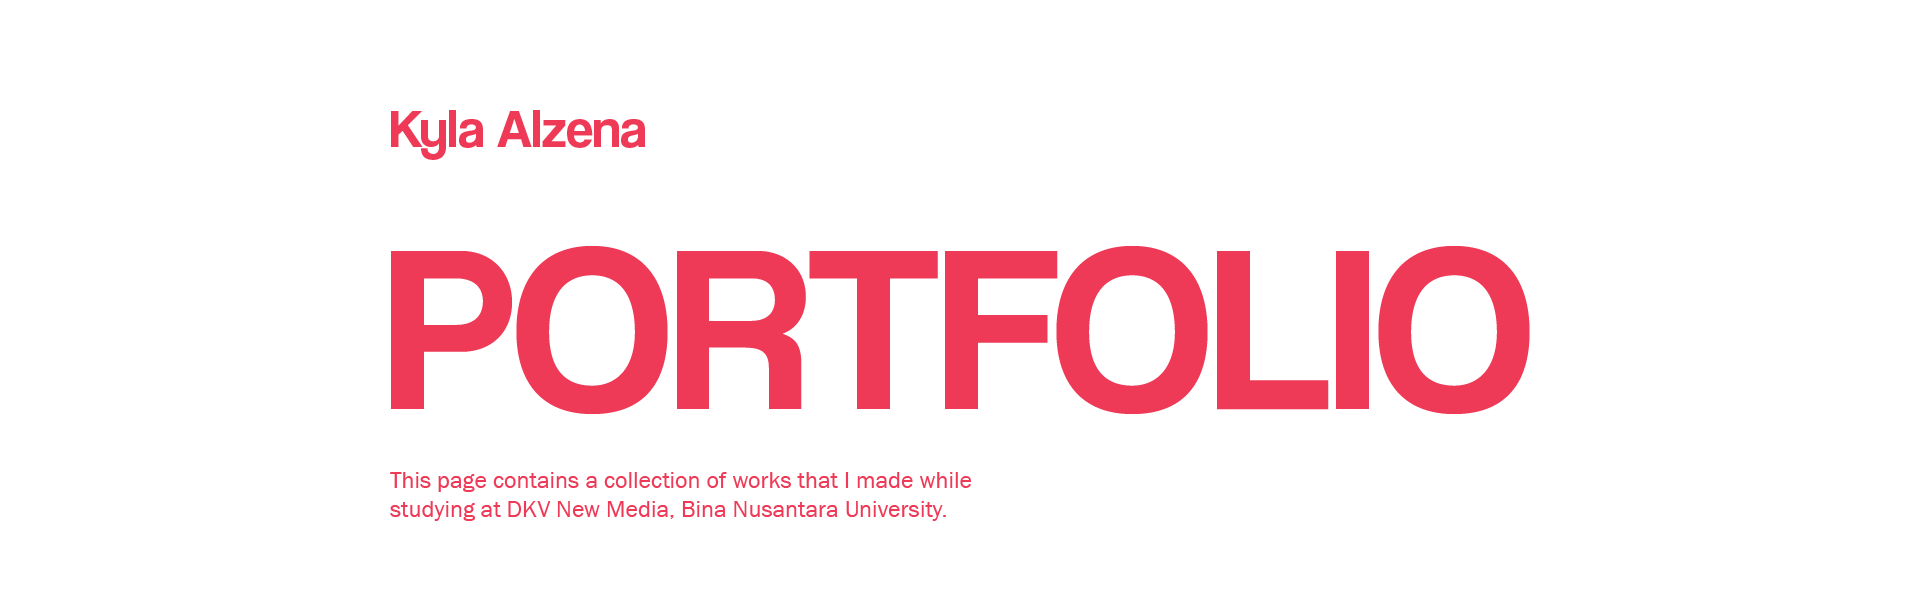 Kyla Alzena
PORTFOLIO
This page contains a collection of works that I made while
studying at DKV New Media, Bina Nusantara University.